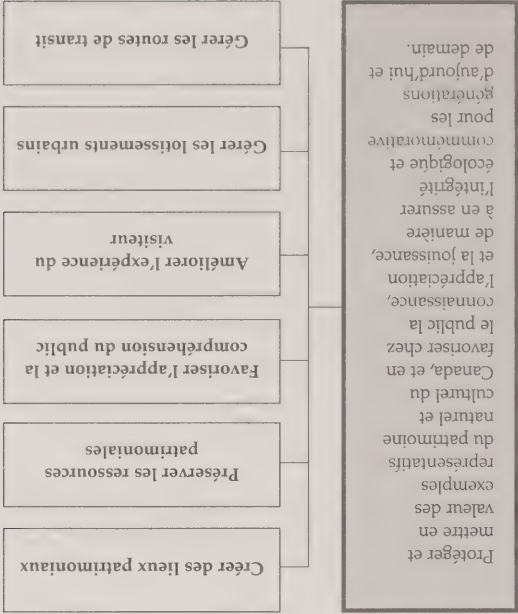 Protéger et
mettre en
valeur des
exemples
représentatifs
du patrimoine
naturel et
culturel du
Canada, et en
favoriser chez
le public la
connaissance,
l'appréciation
et la jouissance,
de manière
à en assurer
l'intégrité
écologique et
commémorative
pour les
générations
d'aujourd'hui et
de demain.
Créer des lieux patrimoniaux
Préserver les ressources
patrimoniales
Favoriser l'appréciation et la
compréhension du public
Améliorer l'expérience du
visiteur
Gérer les lotissements urbains
Gérer les routes de transit